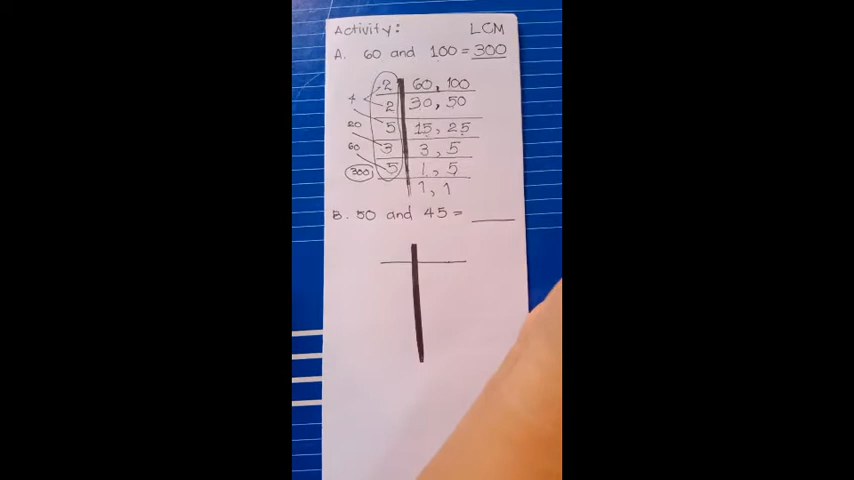 Activity: LCM
A. 60 and 100 = 300
2 60, 100
4 2 30, 50
20 5 15, 25
60 3 3, 5
300 5 1, 5
1, 1
B. 50 and 45 = ____